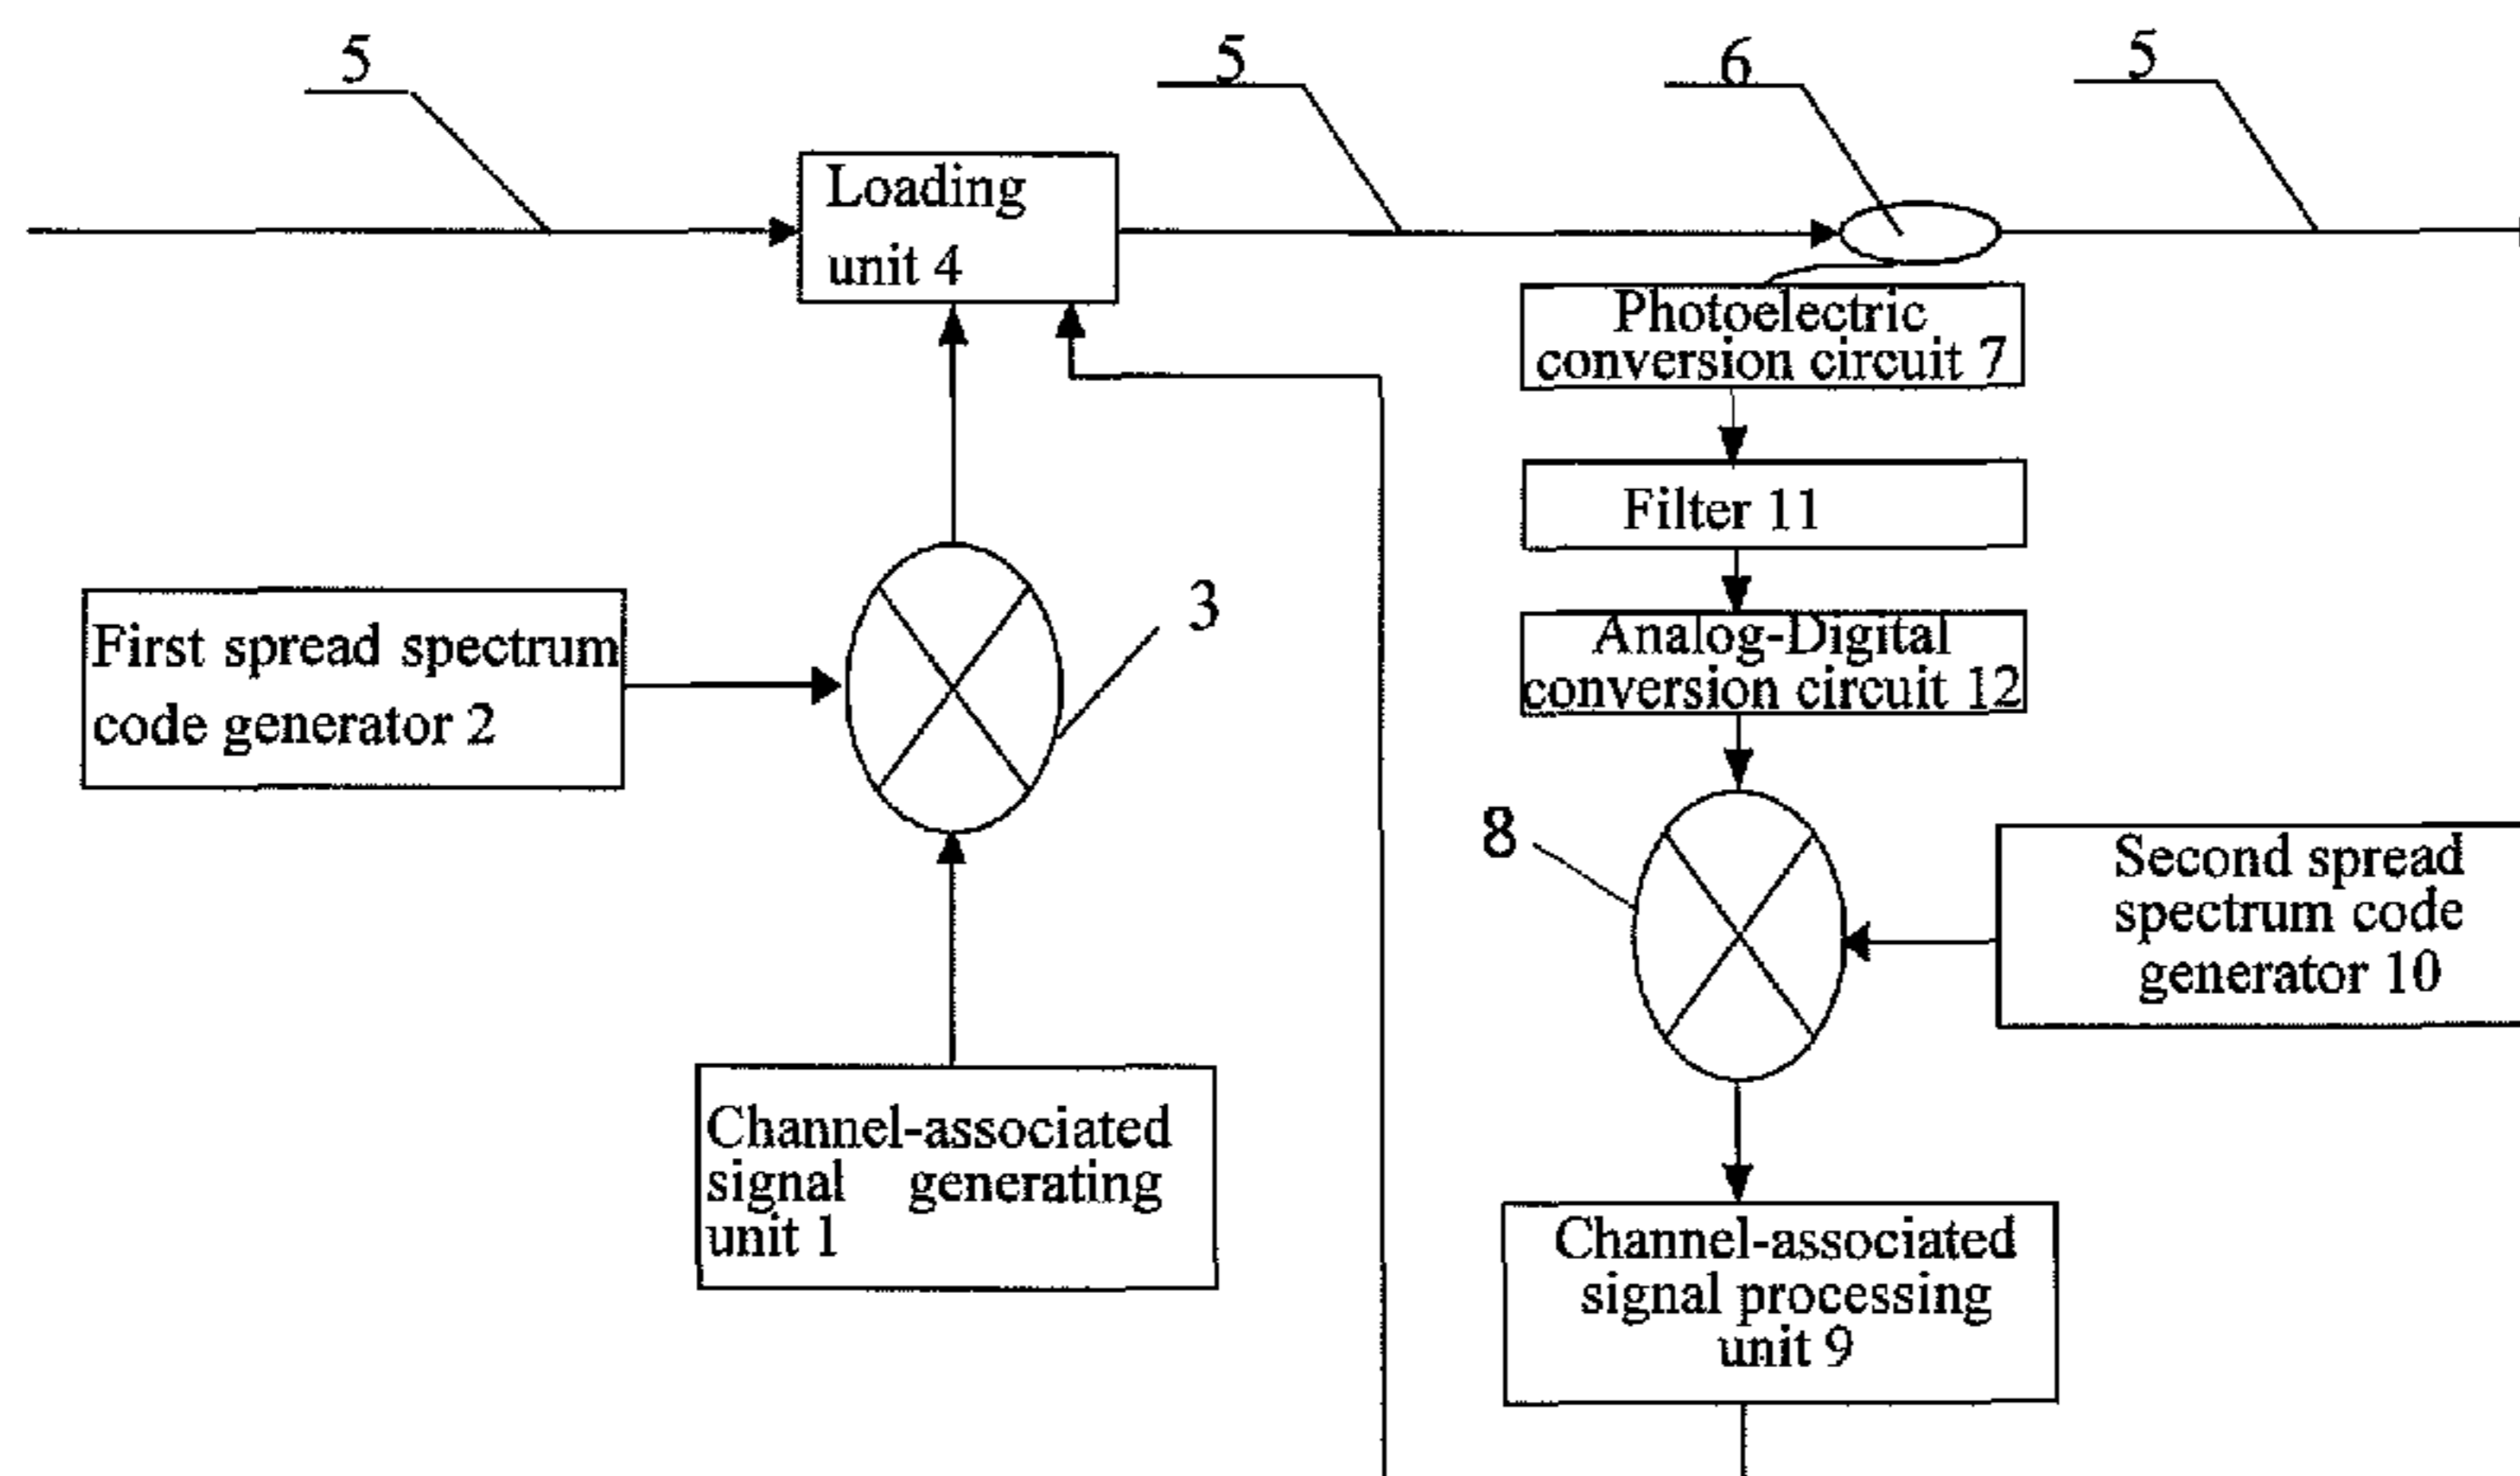 5
5
6
5
Loading
unit 4
Photoelectric
conversion circuit 7
Filter 11
First spread spectrum
code generator 2
3
Analog-Digital
conversion circuit 12
8
Second spread
spectrum code
generator 10
Channel-associated
signal generating
unit 1
Channel-associated
signal processing
unit 9